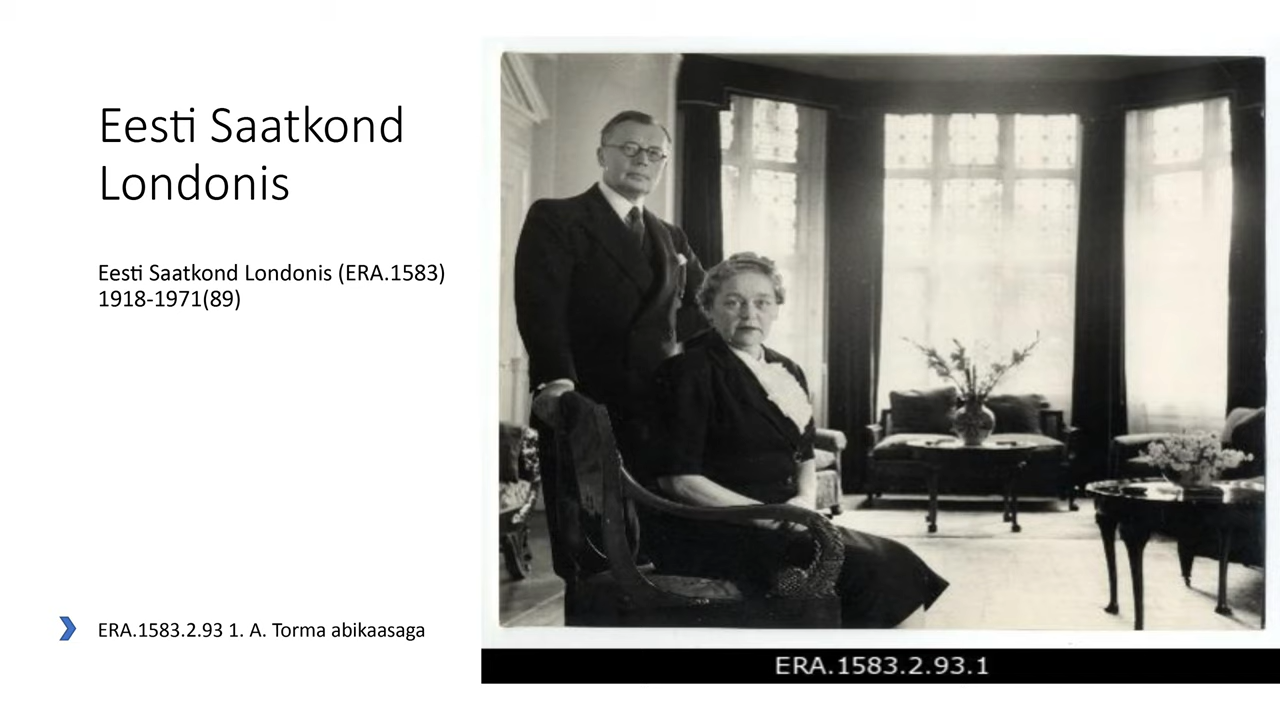 Eesti Saatkond
Londonis
Eesti Saatkond Londonis (ERA.1583)
1918-1971(89)
ERA.1583.2.93 1. A. Torma abikaasaga
ERA.1583.2.93.1